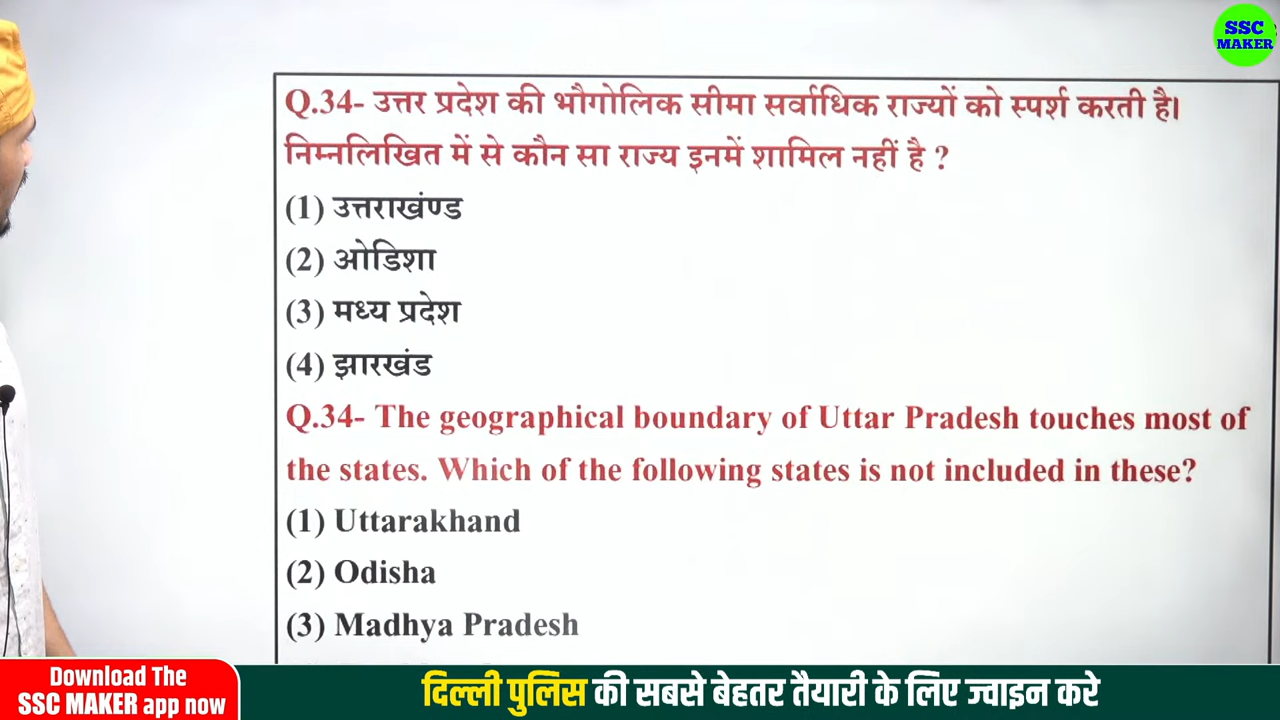 SSC
MAKER
Q.34- उत्तर प्रदेश की भौगोलिक सीमा सर्वाधिक राज्यों को स्पर्श करती है।
निम्नलिखित में से कौन सा राज्य इनमें शामिल नहीं है ?
(1) उत्तराखंण्ड
(2) ओडिशा
(3) मध्य प्रदेश
(4) झारखंड
Q.34- The geographical boundary of Uttar Pradesh touches most of
the states. Which of the following states is not included in these?
(1) Uttarakhand
(2) Odisha
(3) Madhya Pradesh
Download The
SSC MAKER app now
दिल्ली पुलिस की सबसे बेहतर तैयारी के लिए ज्वाइन करे